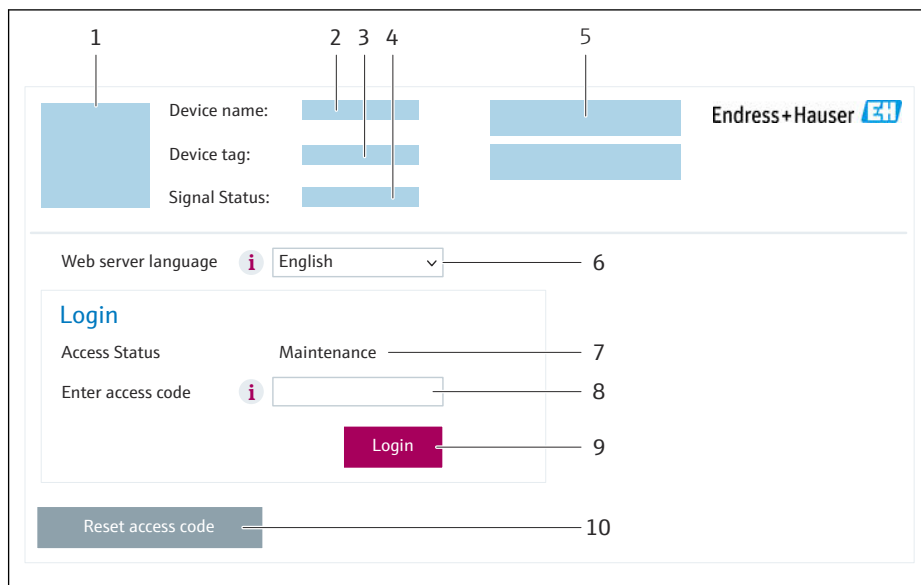 1 2 3 4 5
Device name:
Endress+Hauser EH
Device tag:
Signal Status:
Web server language i English 6
Login
Access Status Maintenance 7
Enter access code i 8
Login 9
Reset access code 10